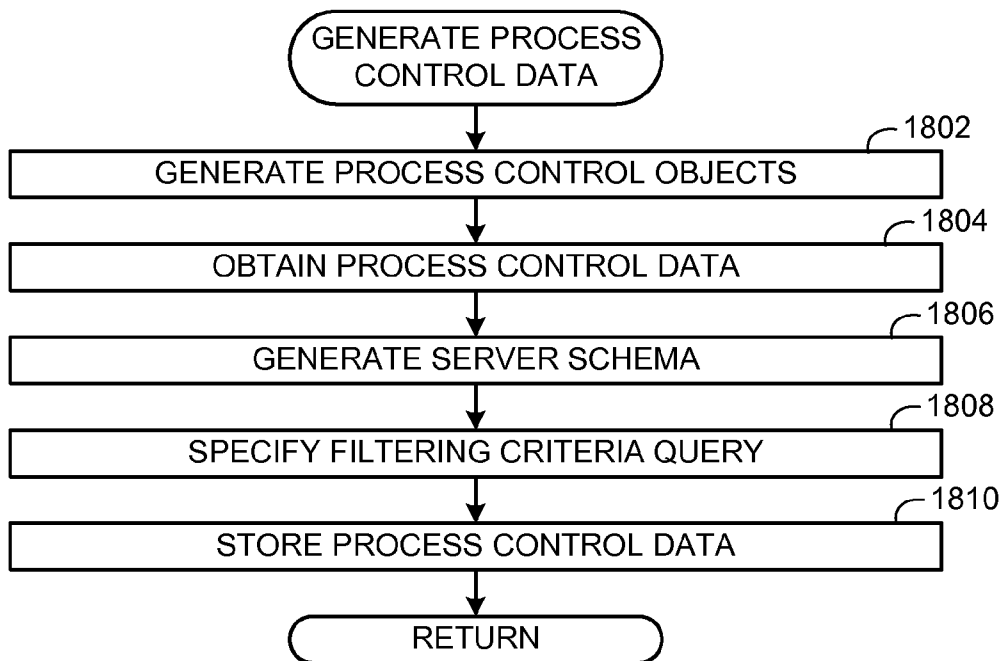 GENERATE PROCESS
CONTROL DATA
1802
GENERATE PROCESS CONTROL OBJECTS
1804
OBTAIN PROCESS CONTROL DATA
1806
GENERATE SERVER SCHEMA
1808
SPECIFY FILTERING CRITERIA QUERY
1810
STORE PROCESS CONTROL DATA
RETURN